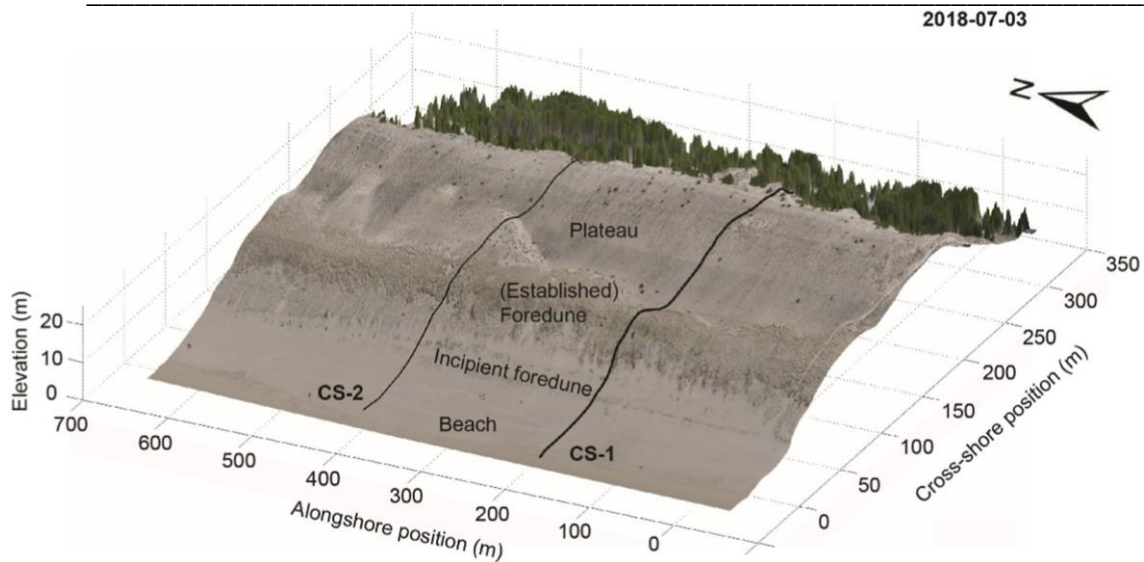 2018-07-03
N
Plateau
(Established)
Foredune
Incipient foredune
Beach
CS-2
CS-1
Elevation (m)
20
10
0
700
600
500
400
300
200
100
0
Alongshore position (m)
0
50
100
150
200
250
300
350
Cross-shore position (m)